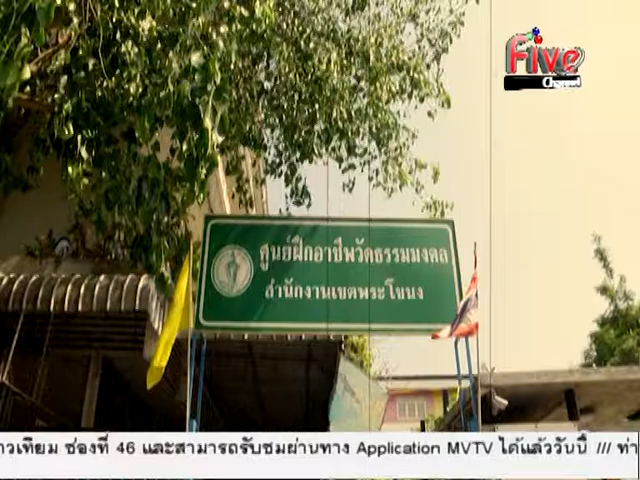 Five
Channel
ศูนย์ฝึกอาชีพวัดธรรมมงคล
สำนักงานเขตพระโขนง
าวเทียม ช่องที่ 46 และสามารถรับชมผ่านทาง Application MVTV ได้แล้ววันนี้ /// ท่า